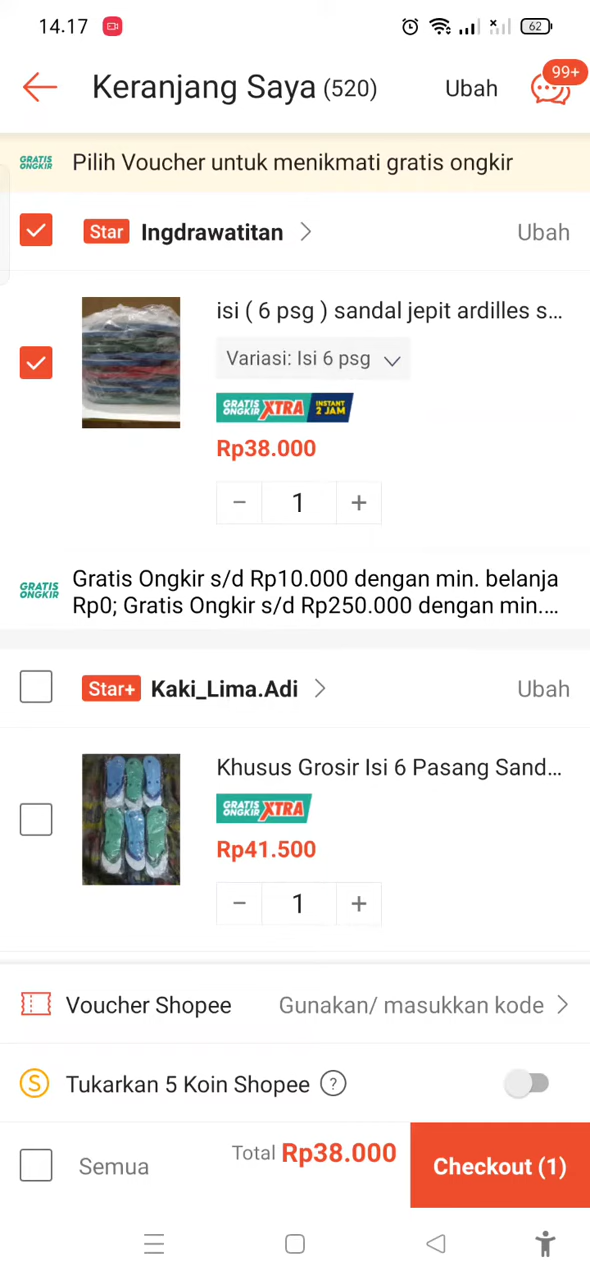 14.17
62
Keranjang Saya (520)
Ubah
99+
GRATIS ONGKIR
Pilih Voucher untuk menikmati gratis ongkir
Star Ingdrawatitan
Ubah
isi ( 6 psg ) sandal jepit ardilles s...
Variasi: Isi 6 psg
GRATIS ONGKIR XTRA INSTANT 2 JAM
Rp38.000
− 1 +
GRATIS ONGKIR
Gratis Ongkir s/d Rp10.000 dengan min. belanja
Rp0; Gratis Ongkir s/d Rp250.000 dengan min....
Star+ Kaki_Lima.Adi
Ubah
Khusus Grosir Isi 6 Pasang Sand...
GRATIS ONGKIR XTRA
Rp41.500
− 1 +
Voucher Shopee
Gunakan/ masukkan kode
S Tukarkan 5 Koin Shopee ?
Semua
Total Rp38.000
Checkout (1)